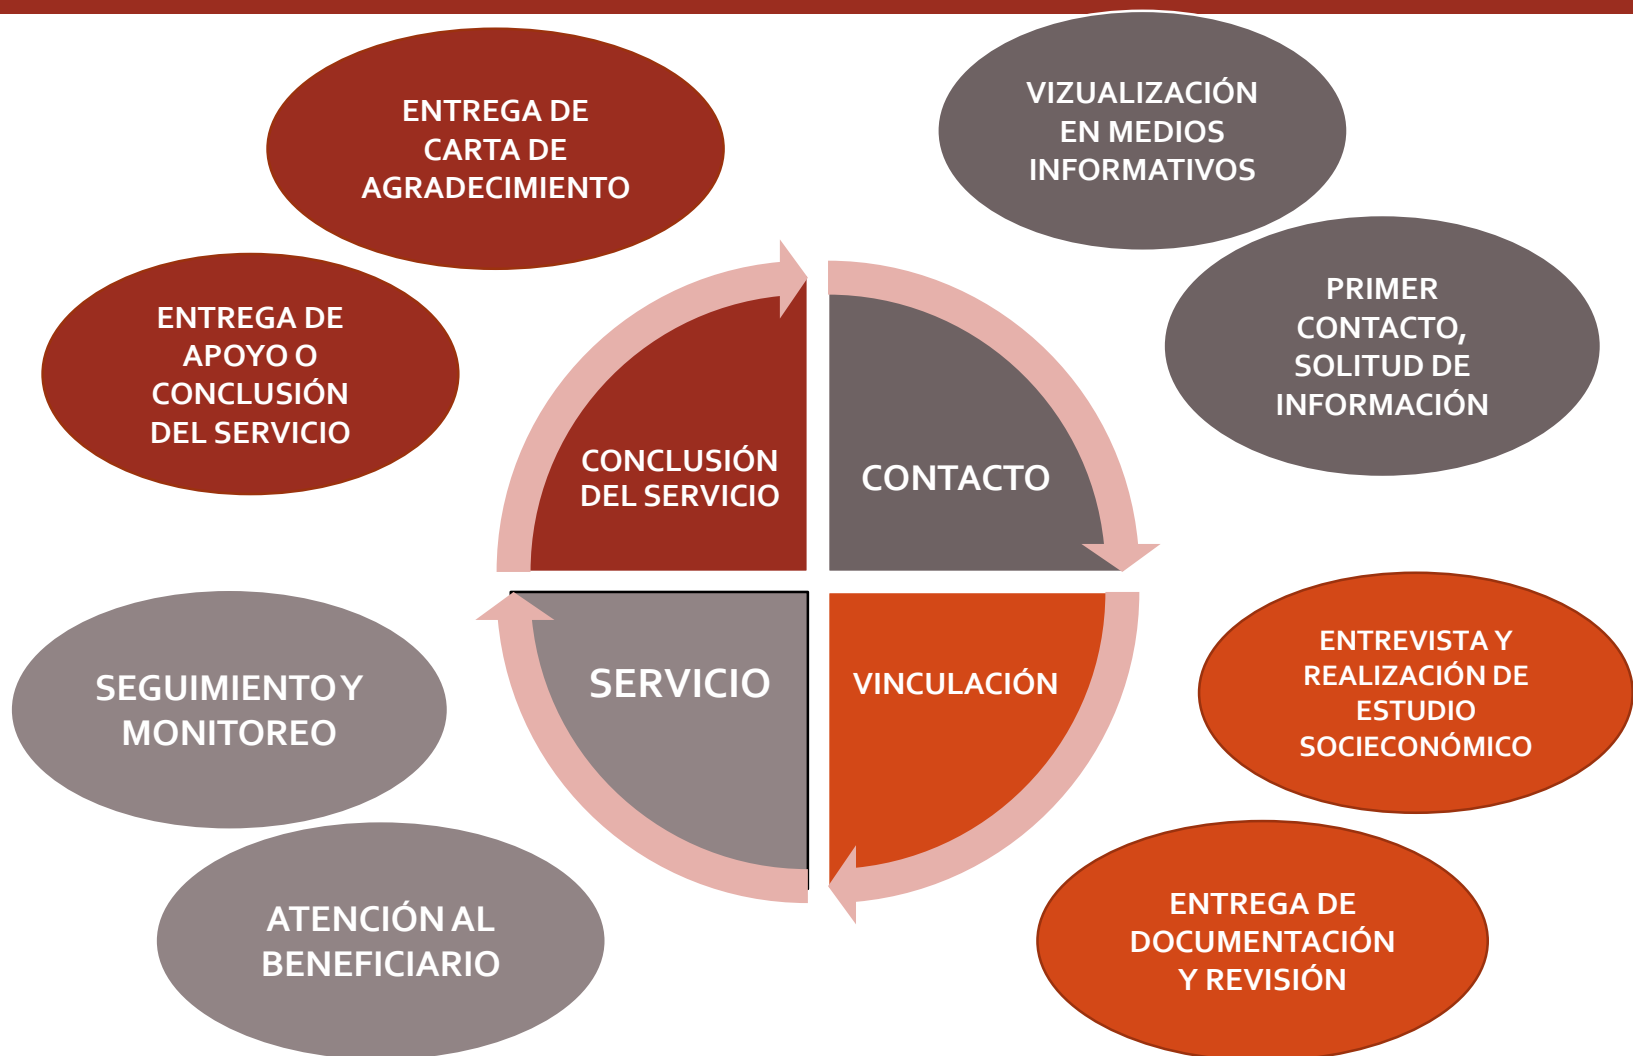 ENTREGA DE
CARTA DE
AGRADECIMIENTO
VIZUALIZACIÓN
EN MEDIOS
INFORMATIVOS
ENTREGA DE
APOYO O
CONCLUSIÓN
DEL SERVICIO
PRIMER
CONTACTO,
SOLITUD DE
INFORMACIÓN
CONCLUSIÓN
DEL SERVICIO
CONTACTO
SERVICIO
VINCULACIÓN
SEGUIMIENTO Y
MONITOREO
ENTREVISTA Y
REALIZACIÓN DE
ESTUDIO
SOCIECONÓMICO
ATENCIÓN AL
BENEFICIARIO
ENTREGA DE
DOCUMENTACIÓN
Y REVISIÓN